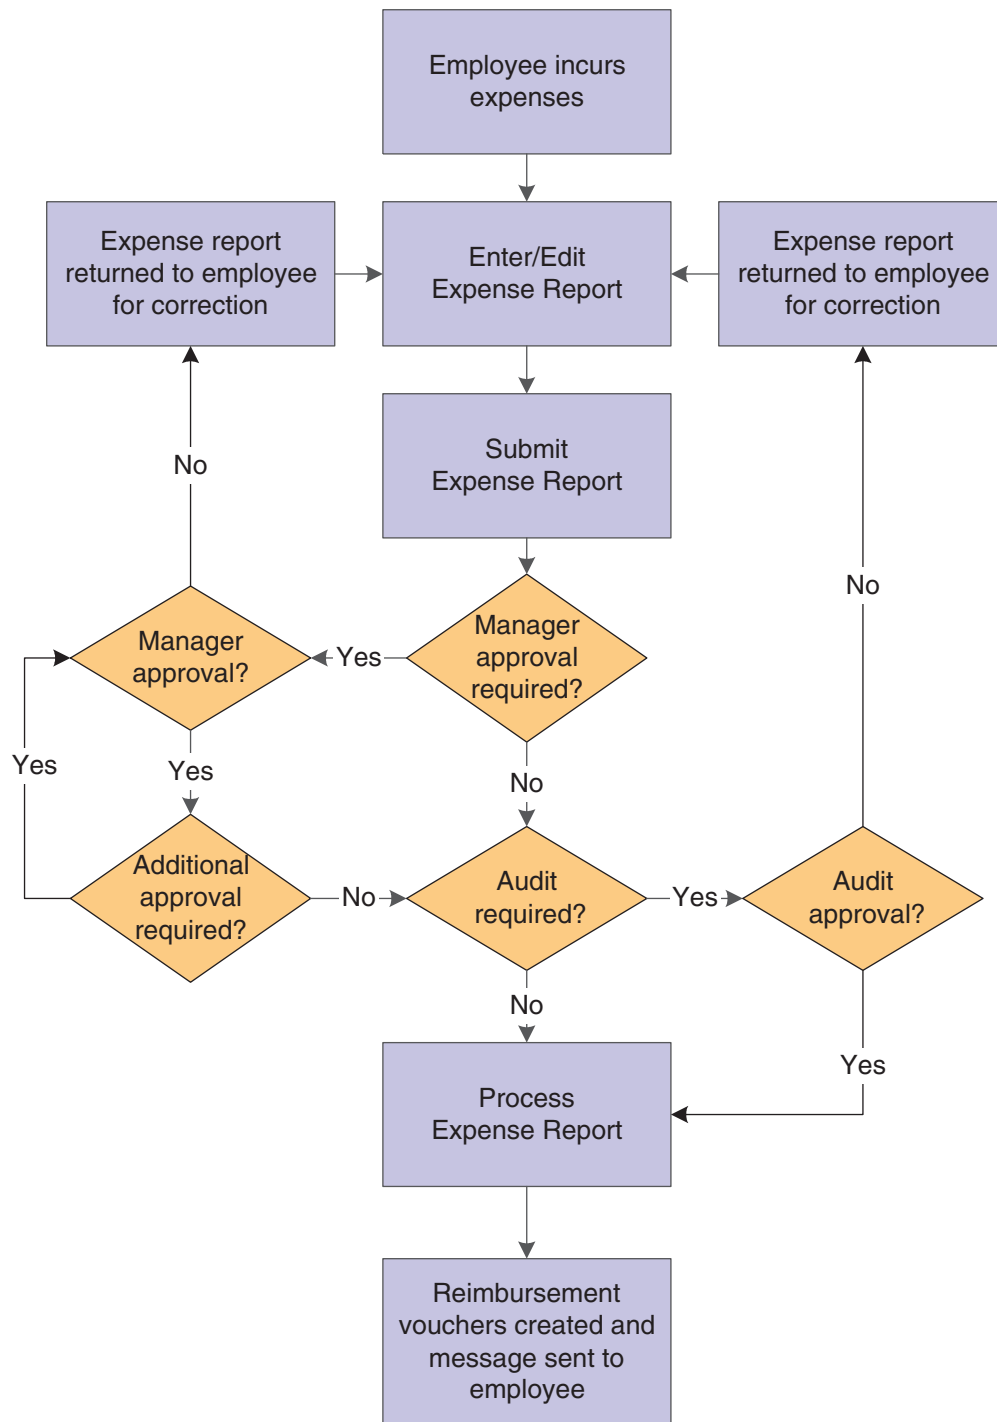 Employee incurs
expenses
Expense report
returned to employee
for correction
Enter/Edit
Expense Report
Expense report
returned to employee
for correction
Submit
Expense Report
No
No
Manager
approval?
Yes
Manager
approval
required?
Yes
Yes
No
Additional
approval
required?
No
Audit
required?
Yes
Audit
approval?
No
Yes
Process
Expense Report
Reimbursement
vouchers created and
message sent to
employee